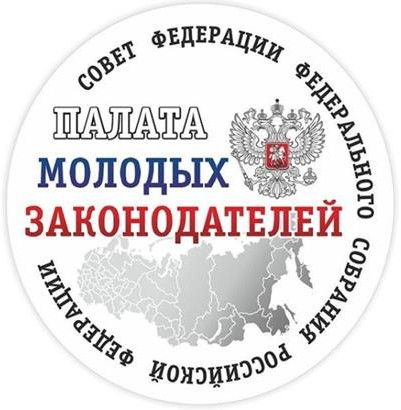 СОВЕТ ФЕДЕРАЦИИ ФЕДЕРАЛЬНОГО СОБРАНИЯ РОССИЙСКОЙ ФЕДЕРАЦИИ
ПАЛАТА
МОЛОДЫХ
ЗАКОНОДАТЕЛЕЙ